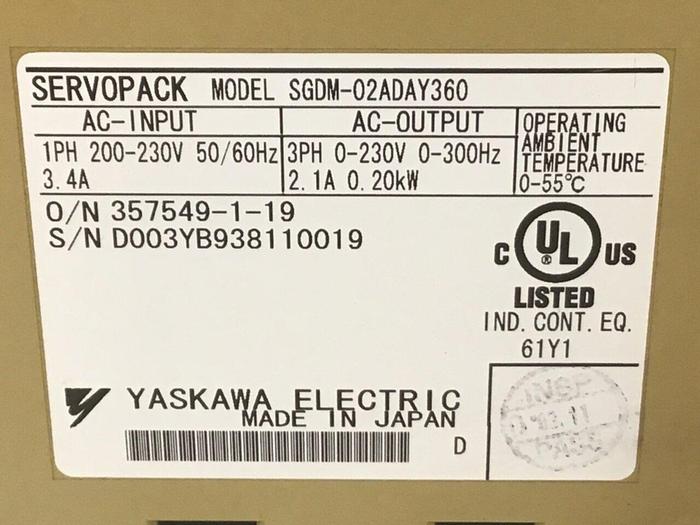 SERVOPACK MODEL SGDM-02ADAY360
AC-INPUT
1PH 200-230V 50/60Hz
3.4A
AC-OUTPUT
3PH 0-230V 0-300Hz
2.1A 0.20kW
OPERATING
AMBIENT
TEMPERATURE
0-55℃
O/N 357549-1-19
S/N D003YB938110019
C UL ® US
LISTED
IND. CONT. EQ.
61Y1
YASKAWA ELECTRIC
MADE IN JAPAN
D
INSP